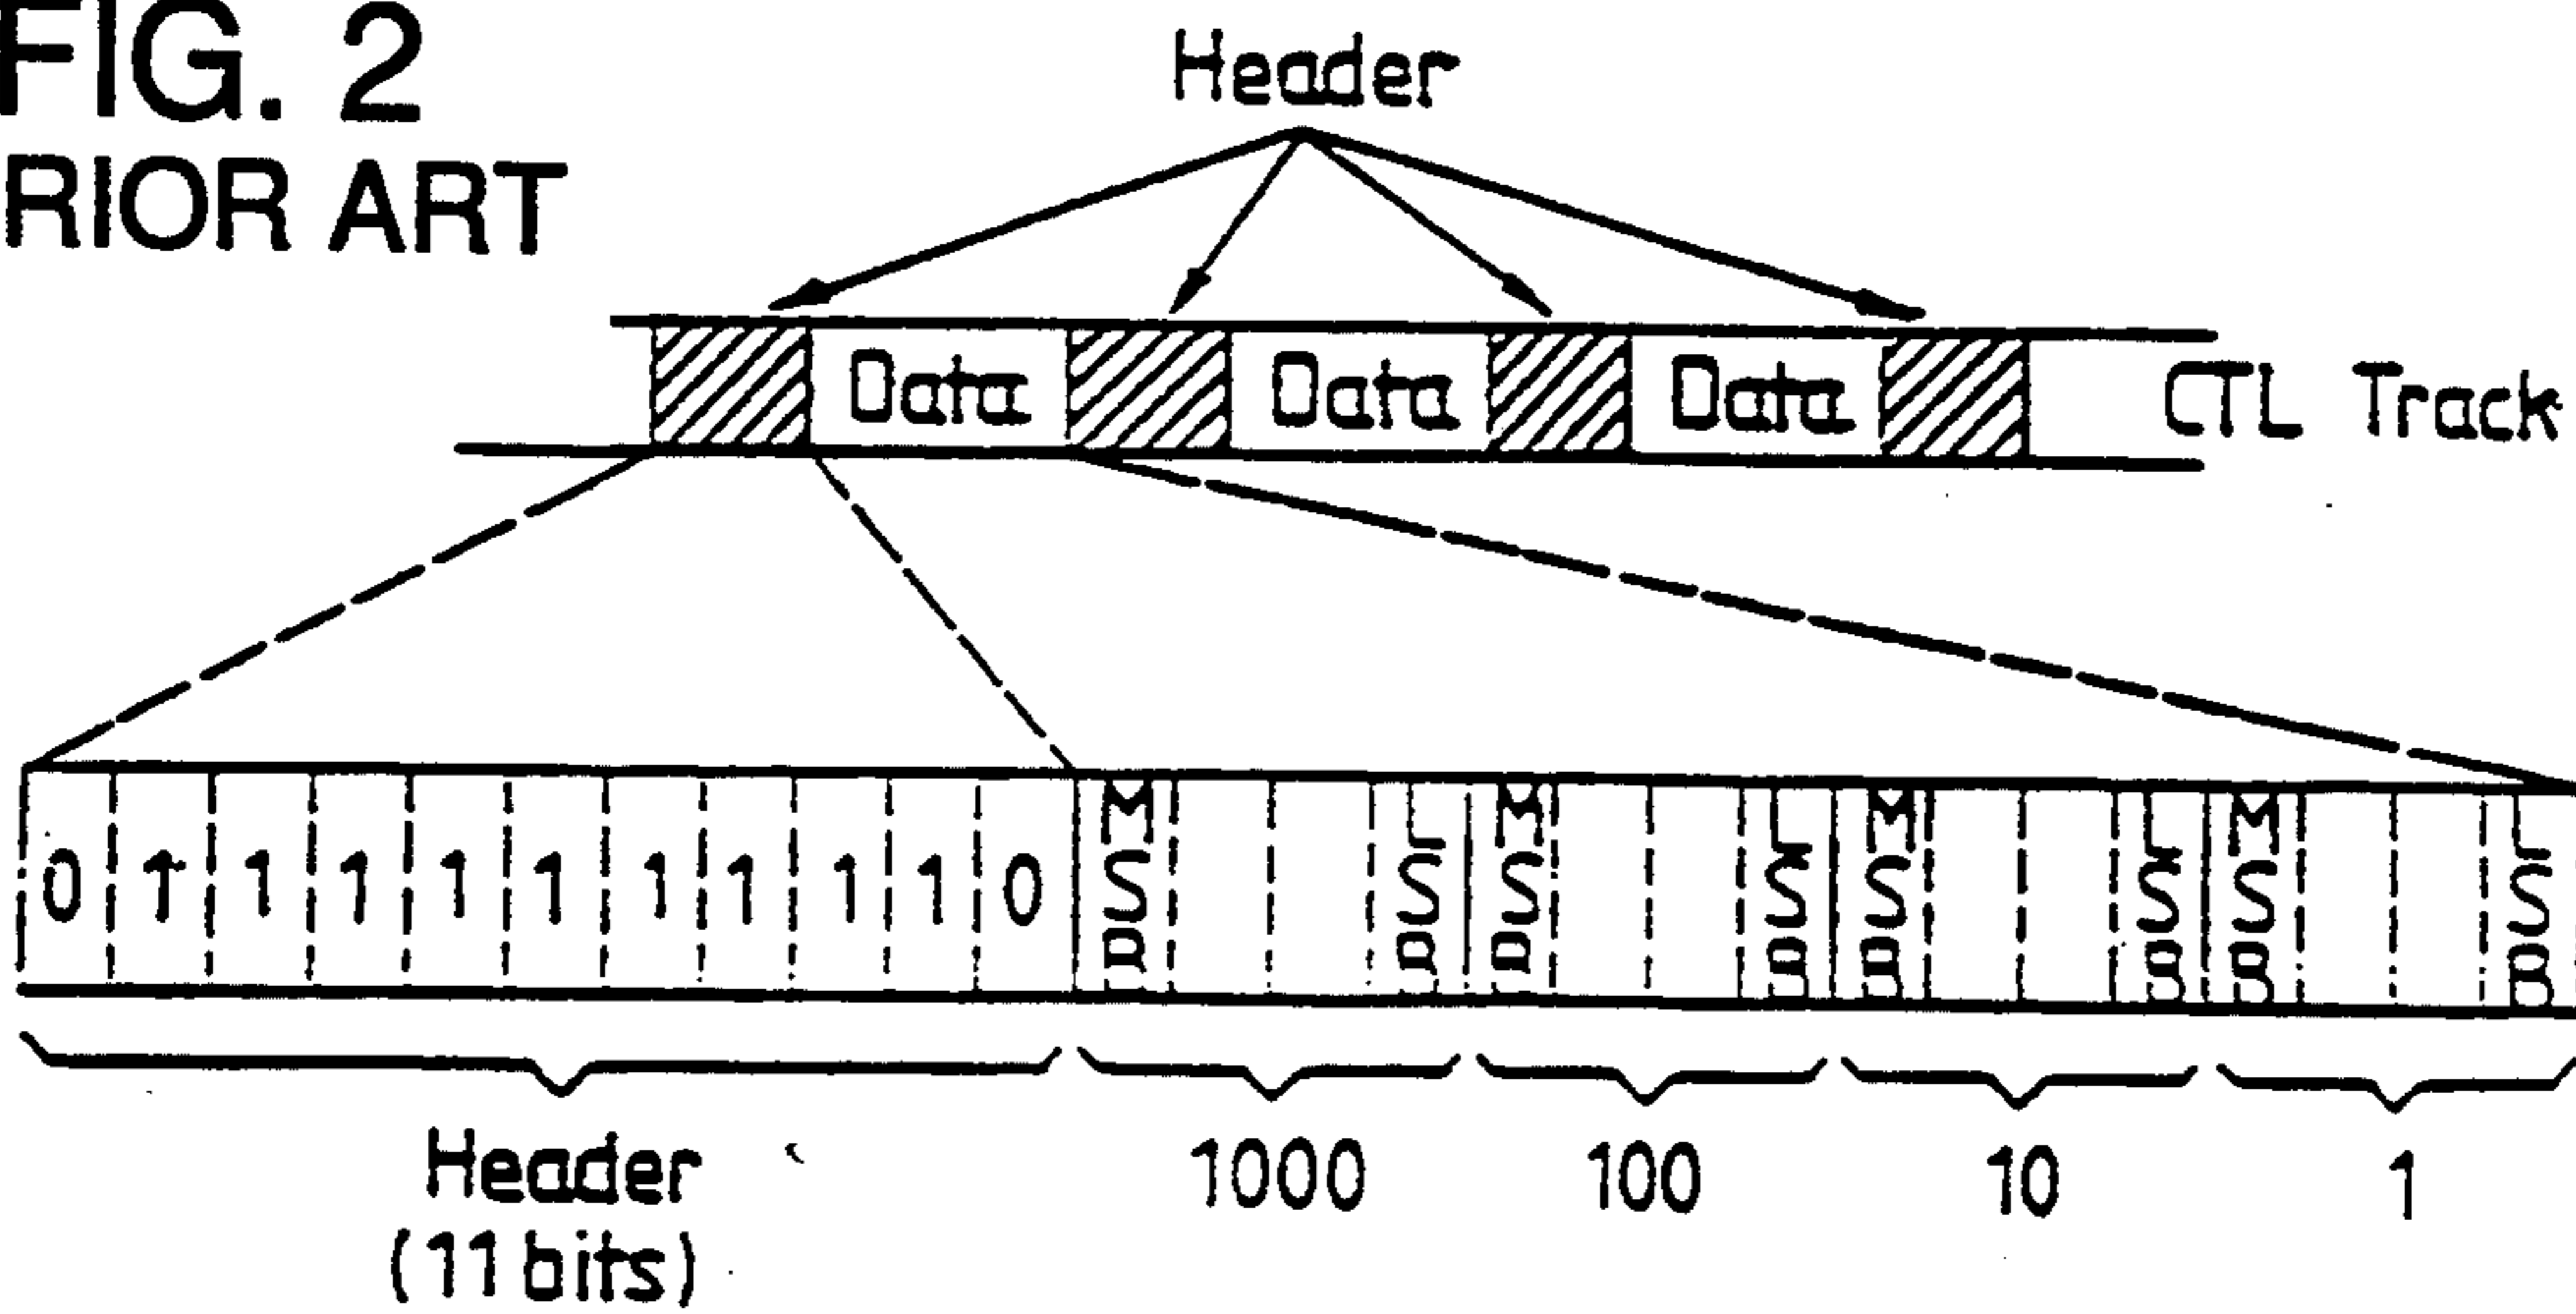 FIG. 2
RIOR ART
Header
Data Data Data CTL Track
0 1 1 1 1 1 1 1 1 1 0 MSB LSB MSB LSB MSB LSB MSB LSB
Header 1000 100 10 1
(11 bits)